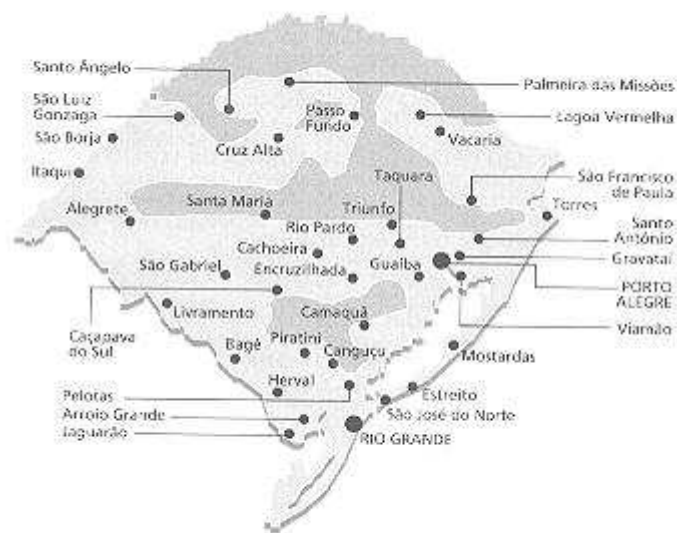 Santo Ângelo
Palmeira das Missões
São Luiz
Gonzaga
Passo
Fundo
Lagoa Vermelha
São Borja
Cruz Alta
Vacaria
Itaqui
Taquara
São Francisco
de Paula
Alegrete
Santa Maria
Triunfo
Torres
Rio Pardo
Santo
Antônio
Cachoeira
Gravataí
São Gabriel
Encruzilhada
Guaíba
PORTO
ALEGRE
Livramento
Camaquã
Viamão
Caçapava
do Sul
Bagé
Piratini
Canguçu
Mostardas
Herval
Pelotas
Estreito
Arroio Grande
São José do Norte
Jaguarão
RIO GRANDE